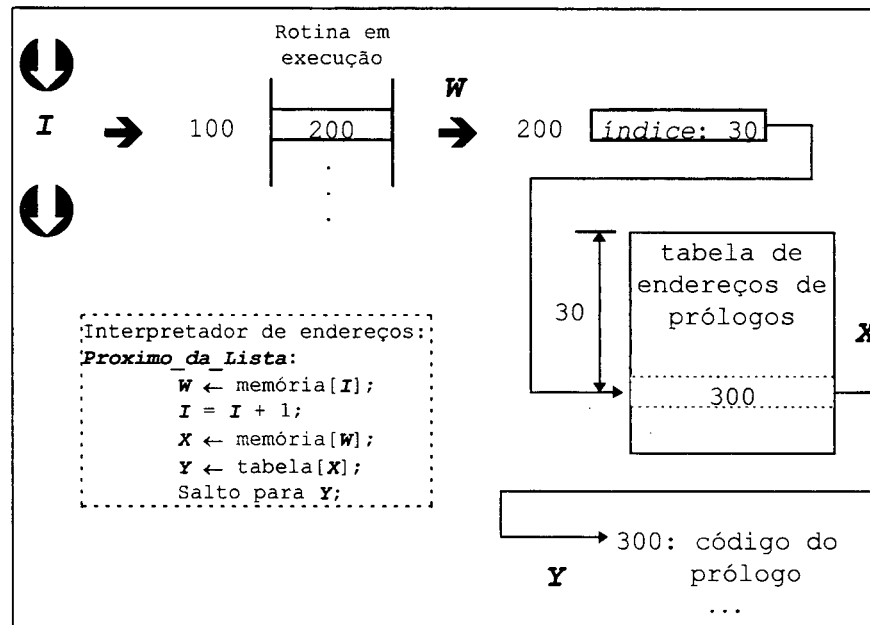 Rotina em
execução
I
100
200
W
200
índice: 30
.
.
.
30
tabela de
endereços de
prólogos
X
300
Interpretador de endereços:
Proximo_da_Lista:
W ← memória[I];
I = I + 1;
X ← memória[W];
Y ← tabela[X];
Salto para Y;
Y
300: código do
prólogo
...